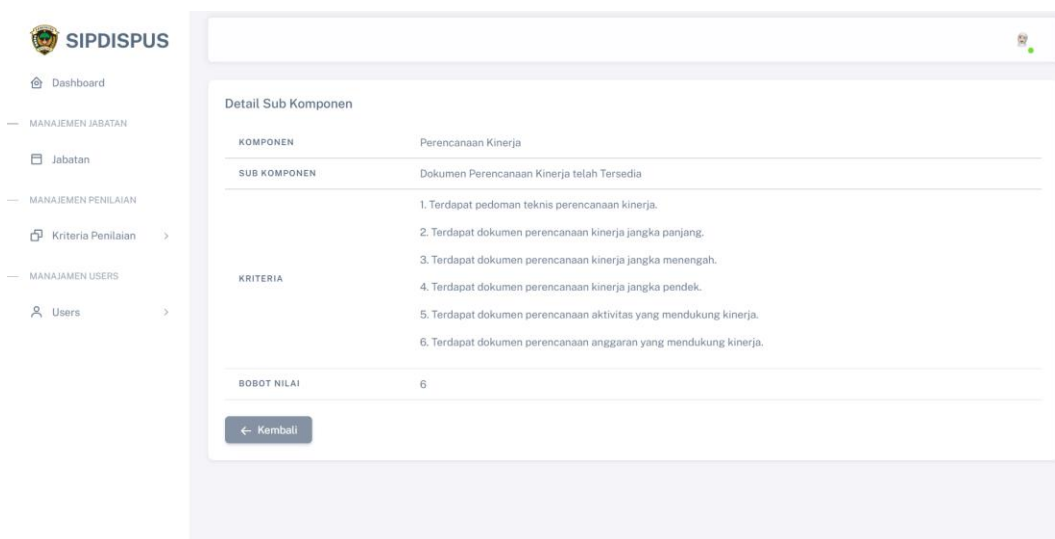 SIPDISPUS
Dashboard
MANAJEMEN JABATAN
Jabatan
MANAJEMEN PENILAIAN
Kriteria Penilaian
MANAJAMEN USERS
Users
Detail Sub Komponen
KOMPONEN Perencanaan Kinerja
SUB KOMPONEN Dokumen Perencanaan Kinerja telah Tersedia
KRITERIA
1. Terdapat pedoman teknis perencanaan kinerja.
2. Terdapat dokumen perencanaan kinerja jangka panjang.
3. Terdapat dokumen perencanaan kinerja jangka menengah.
4. Terdapat dokumen perencanaan kinerja jangka pendek.
5. Terdapat dokumen perencanaan aktivitas yang mendukung kinerja.
6. Terdapat dokumen perencanaan anggaran yang mendukung kinerja.
BOBOT NILAI 6
← Kembali